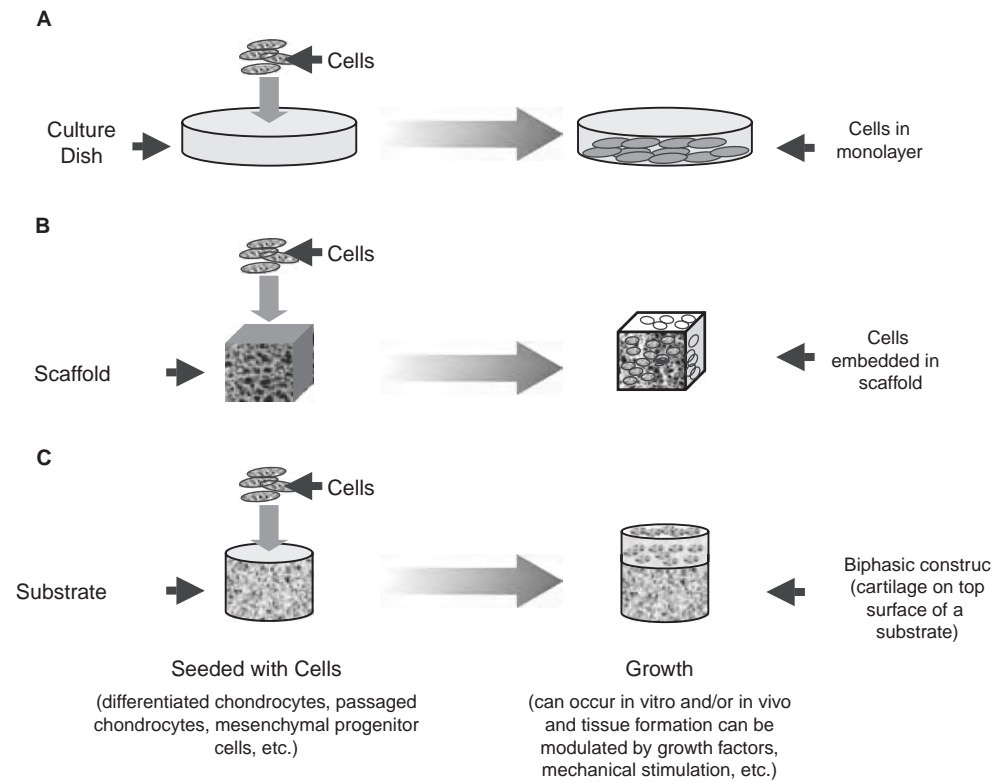 A
Cells
Culture
Dish
Cells in
monolayer
B
Cells
Scaffold
Cells
embedded in
scaffold
C
Cells
Substrate
Biphasic construc
(cartilage on top
surface of a
substrate)
Seeded with Cells
(differentiated chondrocytes, passaged
chondrocytes, mesenchymal progenitor
cells, etc.)
Growth
(can occur in vitro and/or in vivo
and tissue formation can be
modulated by growth factors,
mechanical stimulation, etc.)